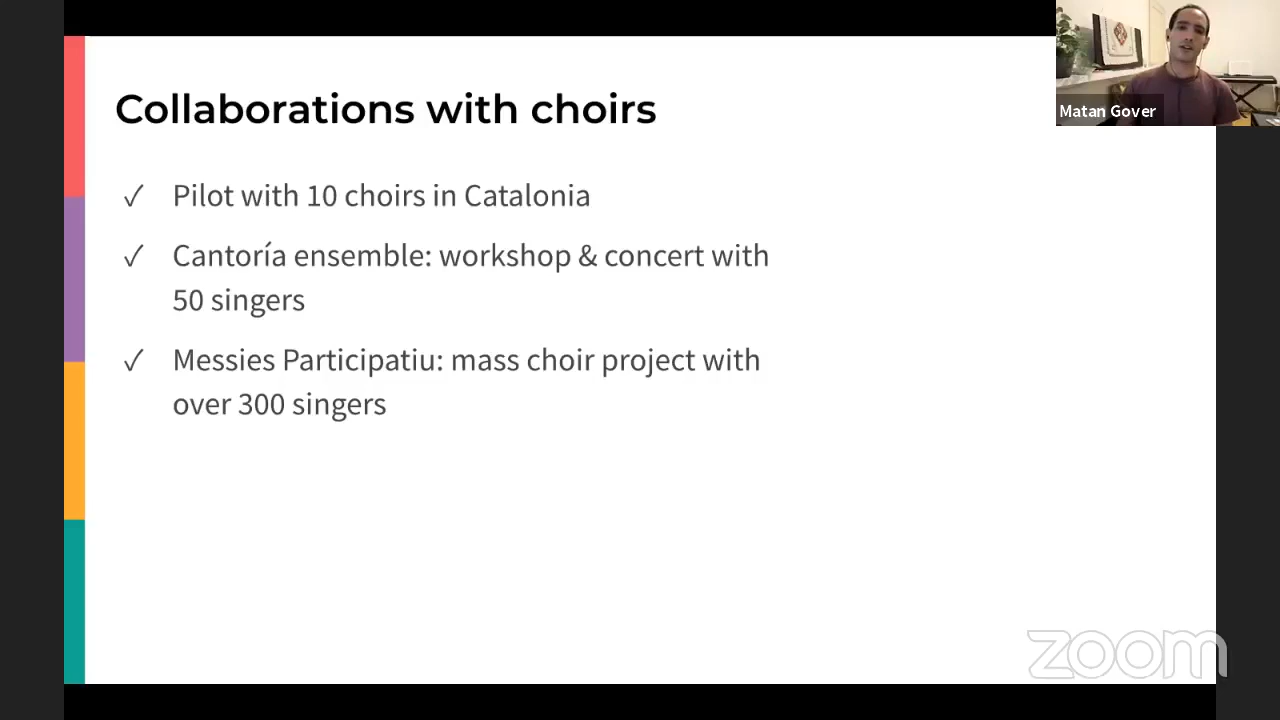 Collaborations with choirs
Matan Gover
✓ Pilot with 10 choirs in Catalonia
✓ Cantoría ensemble: workshop & concert with
50 singers
✓ Messies Participatiu: mass choir project with
over 300 singers
zoom